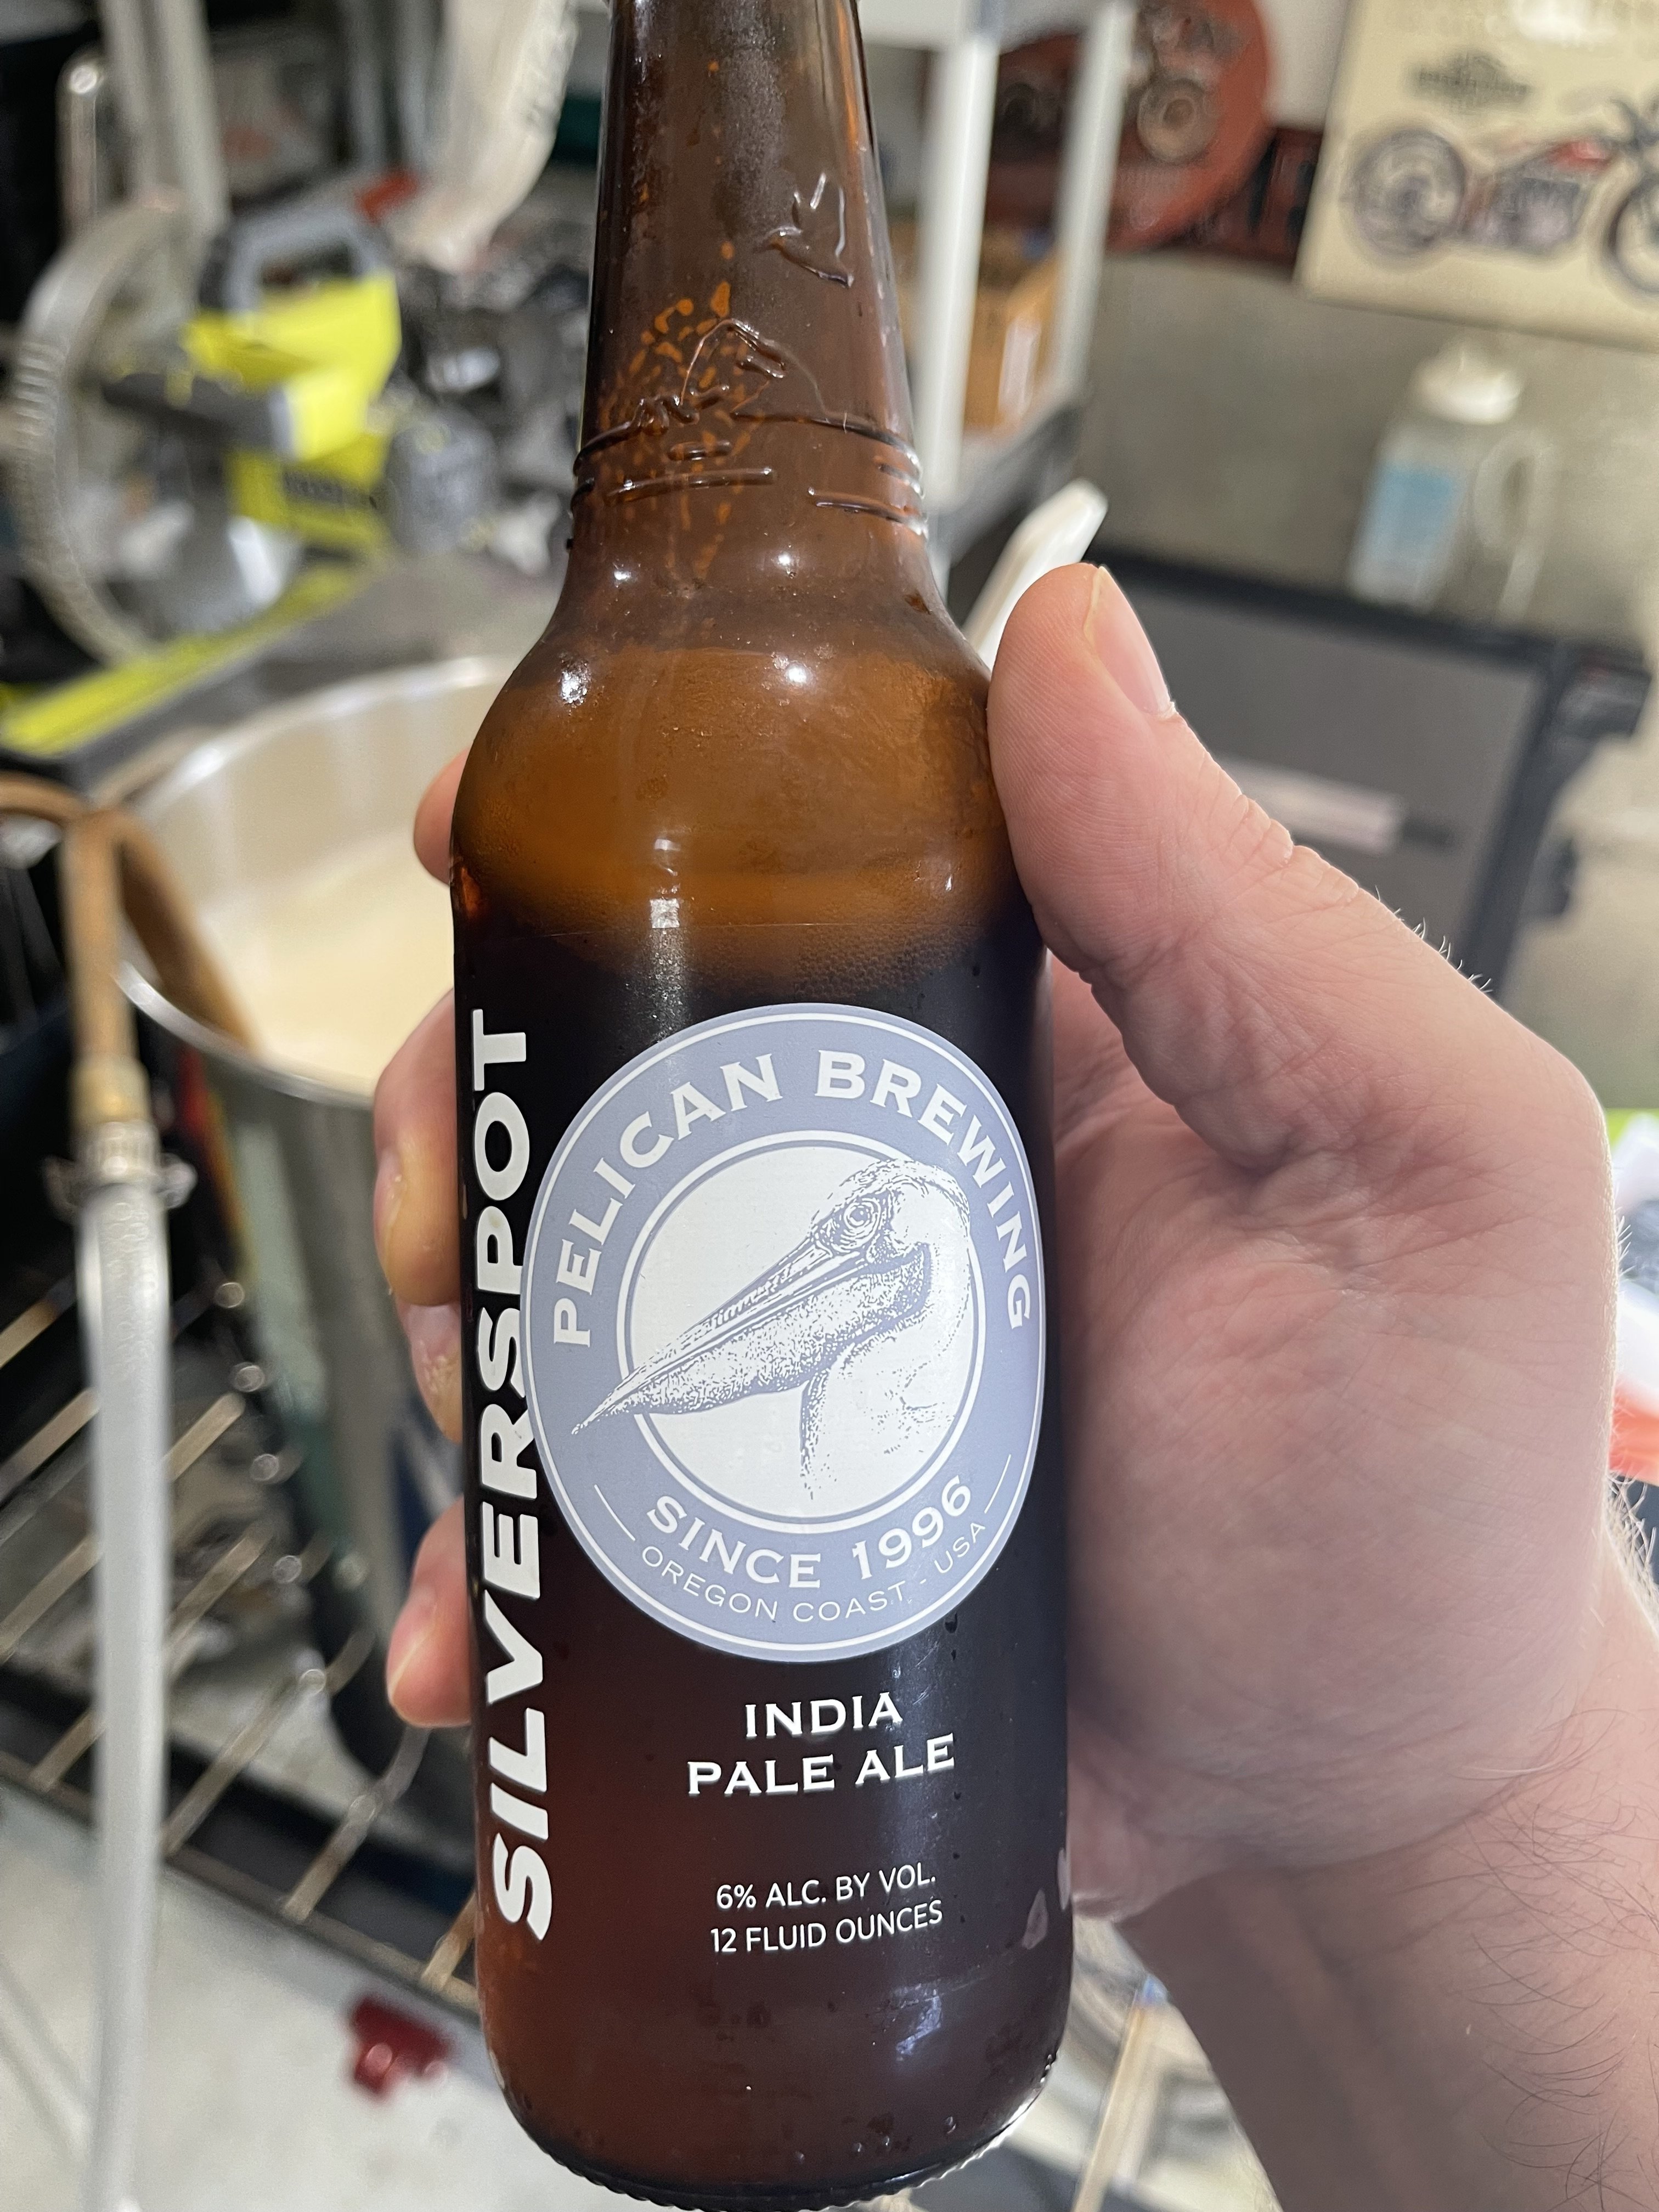 SILVERSPOT
PELICAN BREWING
SINCE 1996
OREGON COAST - USA
INDIA
PALE ALE
6% ALC. BY VOL.
12 FLUID OUNCES